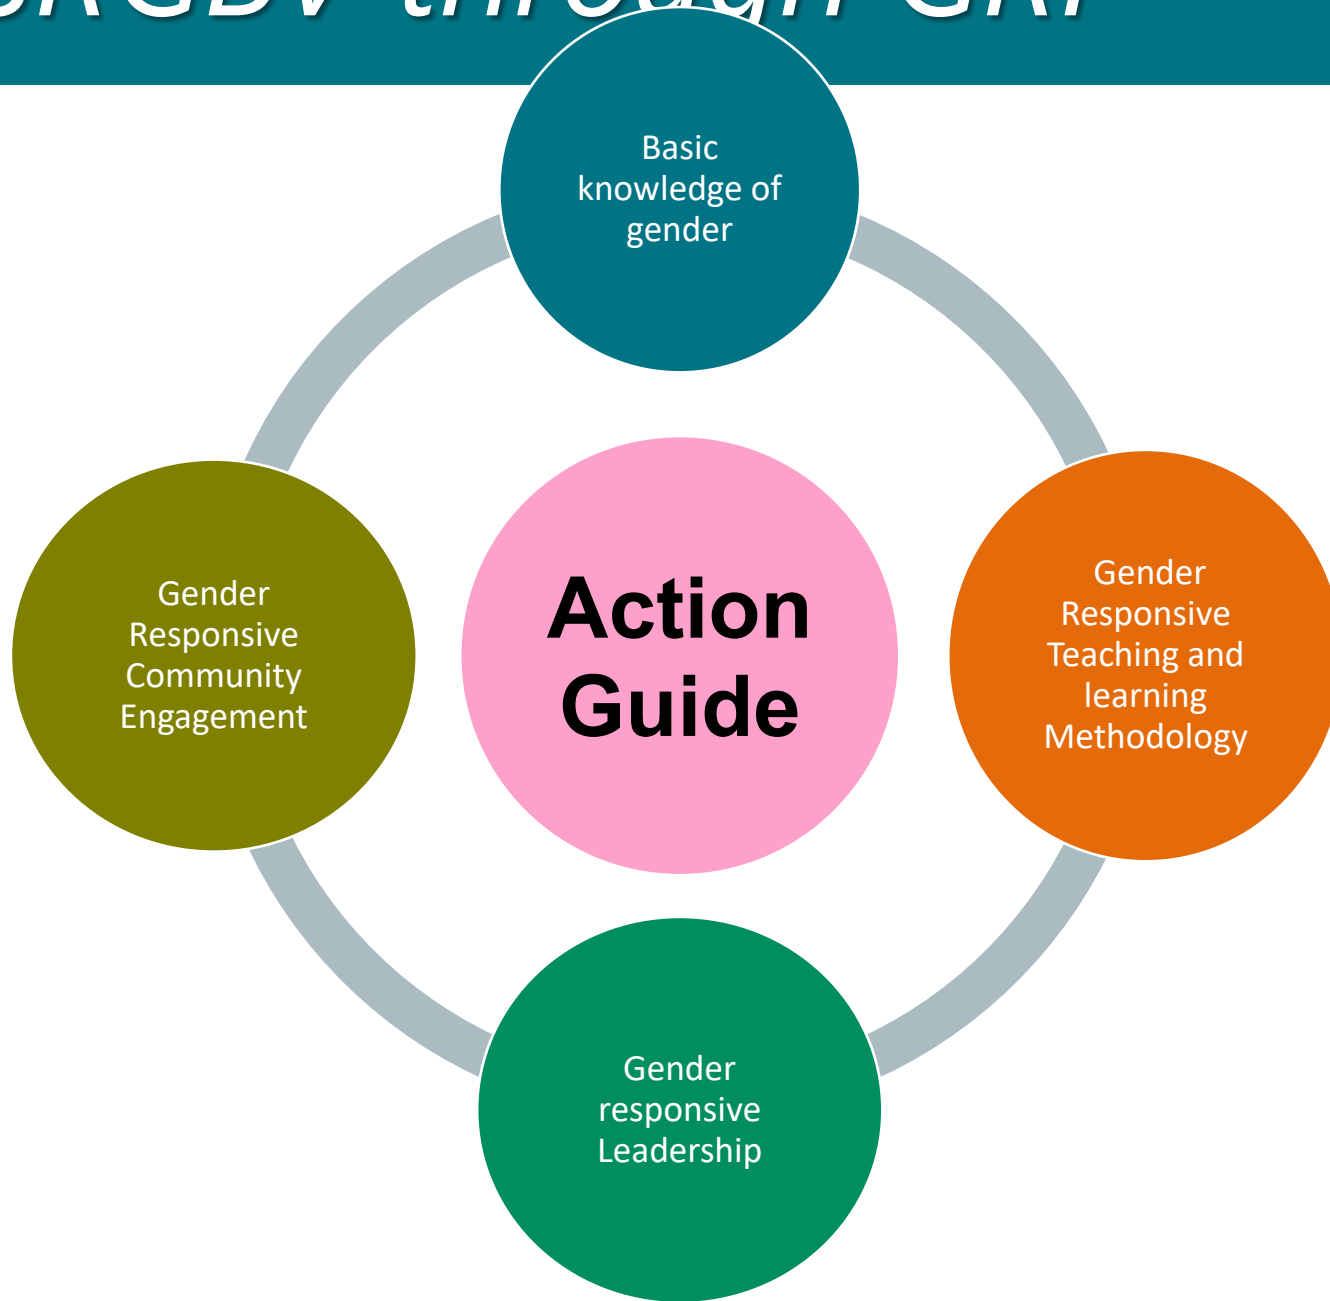 through
Basic
knowledge of
gender
Gender
Responsive
Teaching and
learning
Methodology
Gender
Responsive
Community
Engagement
Action
Guide
Gender
responsive
Leadership